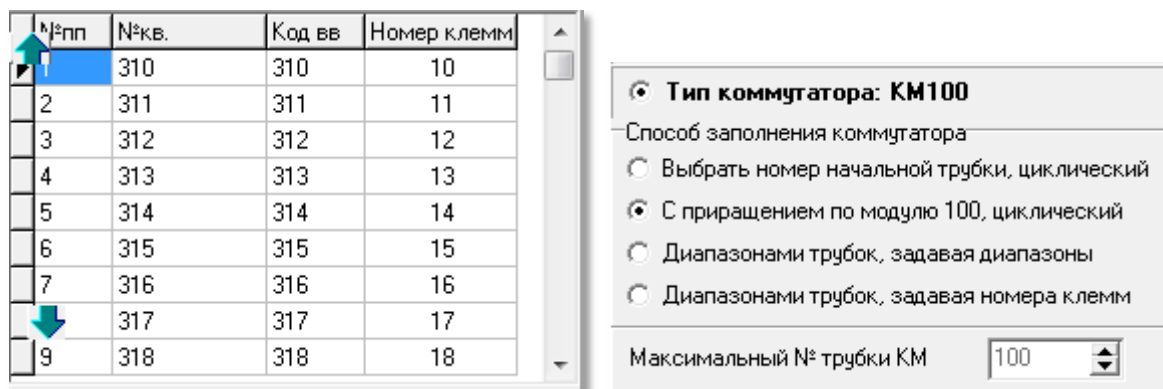 №пп №кв. Код вв Номер клемм
1 310 310 10
2 311 311 11
3 312 312 12
4 313 313 13
5 314 314 14
6 315 315 15
7 316 316 16
317 317 17
9 318 318 18
Тип коммутатора: КМ100
Способ заполнения коммутатора
Выбрать номер начальной трубки, циклический
С приращением по модулю 100, циклический
Диапазонами трубок, задавая диапазоны
Диапазонами трубок, задавая номера клемм
Максимальный № трубки КМ 100